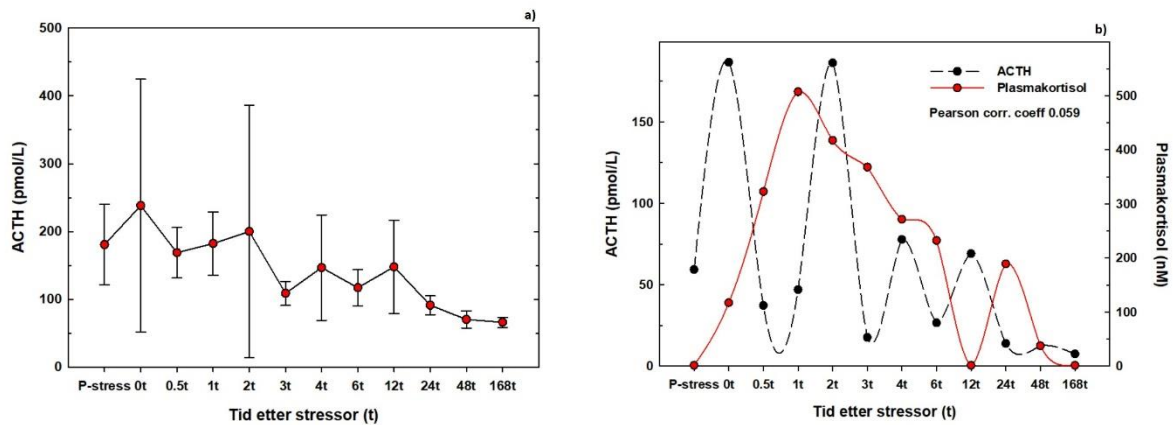 a)
500
400
300
200
100
0
ACTH (pmol/L)
P-stress 0t 0.5t 1t 2t 3t 4t 6t 12t 24t 48t 168t
Tid etter stressor (t)
b)
ACTH
Plasmakortisol
Pearson corr. coeff 0.059
150
100
50
0
ACTH (pmol/L)
500
400
300
200
100
0
Plasmakortisol (nM)
P-stress 0t 0.5t 1t 2t 3t 4t 6t 12t 24t 48t 168t
Tid etter stressor (t)